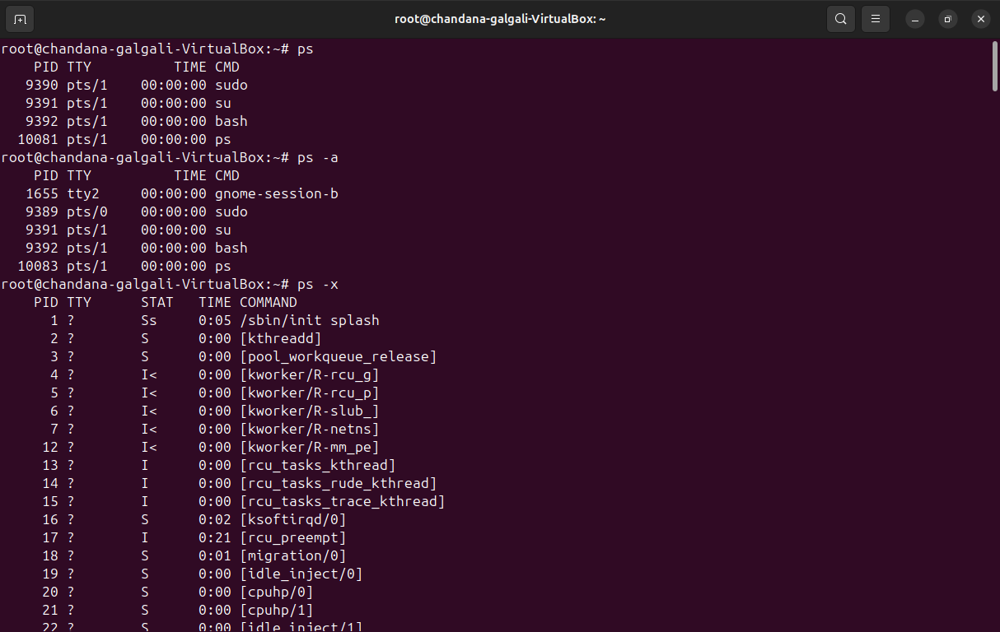 root@chandana-galgali-VirtualBox: ~
root@chandana-galgali-VirtualBox:~# ps
    PID TTY          TIME CMD
   9390 pts/1    00:00:00 sudo
   9391 pts/1    00:00:00 su
   9392 pts/1    00:00:00 bash
  10081 pts/1    00:00:00 ps
root@chandana-galgali-VirtualBox:~# ps -a
    PID TTY          TIME CMD
   1655 tty2     00:00:00 gnome-session-b
   9389 pts/0    00:00:00 sudo
   9391 pts/1    00:00:00 su
   9392 pts/1    00:00:00 bash
  10083 pts/1    00:00:00 ps
root@chandana-galgali-VirtualBox:~# ps -x
    PID TTY      STAT   TIME COMMAND
      1 ?        Ss     0:05 /sbin/init splash
      2 ?        S      0:00 [kthreadd]
      3 ?        S      0:00 [pool_workqueue_release]
      4 ?        I<     0:00 [kworker/R-rcu_g]
      5 ?        I<     0:00 [kworker/R-rcu_p]
      6 ?        I<     0:00 [kworker/R-slub_]
      7 ?        I<     0:00 [kworker/R-netns]
     12 ?        I<     0:00 [kworker/R-mm_pe]
     13 ?        I      0:00 [rcu_tasks_kthread]
     14 ?        I      0:00 [rcu_tasks_rude_kthread]
     15 ?        I      0:00 [rcu_tasks_trace_kthread]
     16 ?        S      0:02 [ksoftirqd/0]
     17 ?        I      0:21 [rcu_preempt]
     18 ?        S      0:01 [migration/0]
     19 ?        S      0:00 [idle_inject/0]
     20 ?        S      0:00 [cpuhp/0]
     21 ?        S      0:00 [cpuhp/1]
     22 ?        S      0:00 [idle_inject/1]